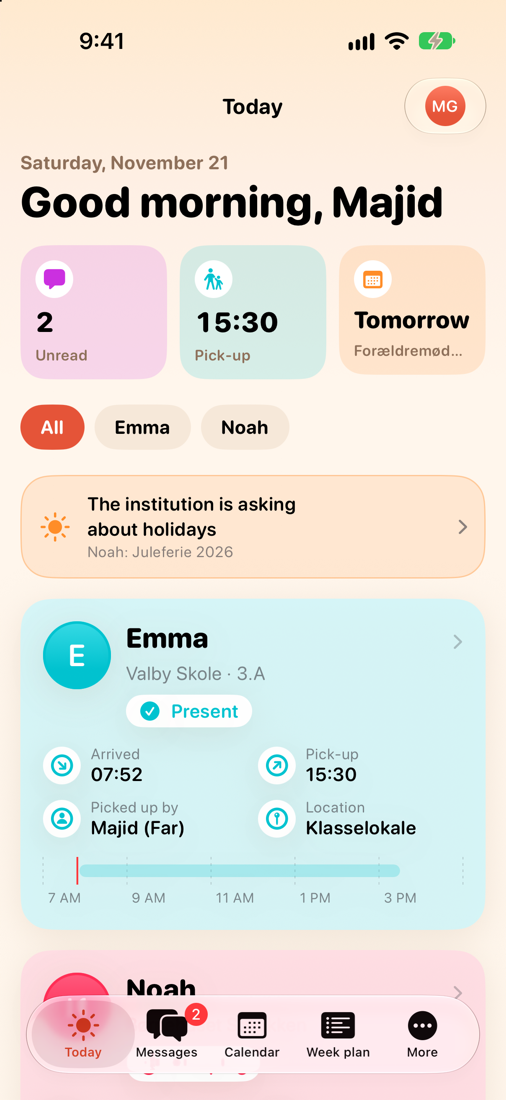 9:41
Today
MG
Saturday, November 21
Good morning, Majid
2
Unread
15:30
Pick-up
Tomorrow
Forældremød...
All
Emma
Noah
The institution is asking
about holidays
Noah: Juleferie 2026
E
Emma
Valby Skole · 3.A
Present
Arrived
07:52
Pick-up
15:30
Picked up by
Majid (Far)
Location
Klasselokale
7 AM 9 AM 11 AM 1 PM 3 PM
Noah
2
Today
Messages
Calendar
Week plan
More